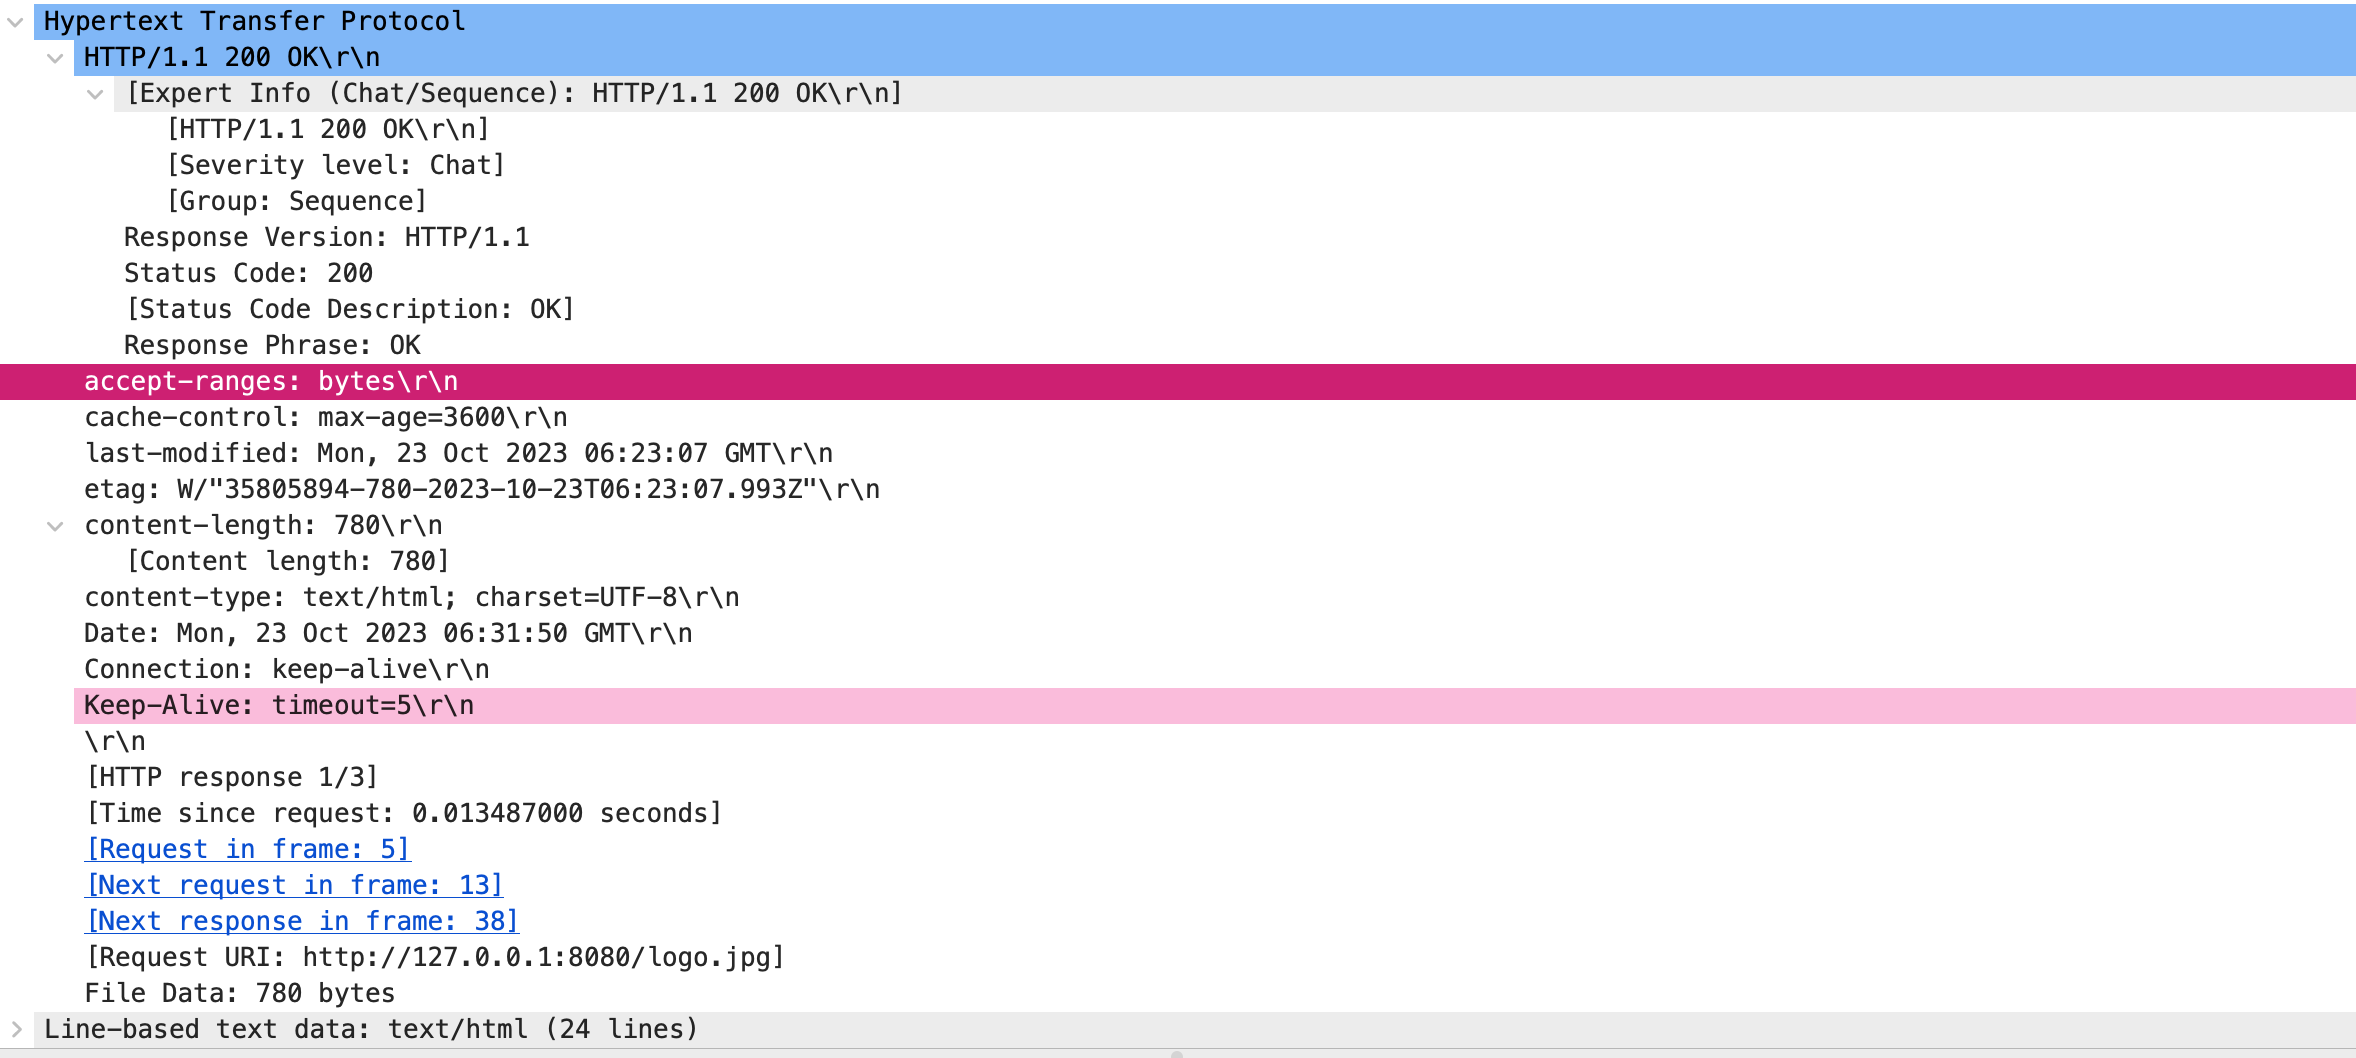 Hypertext Transfer Protocol
HTTP/1.1 200 OK\r\n
[Expert Info (Chat/Sequence): HTTP/1.1 200 OK\r\n]
[HTTP/1.1 200 OK\r\n]
[Severity level: Chat]
[Group: Sequence]
Response Version: HTTP/1.1
Status Code: 200
[Status Code Description: OK]
Response Phrase: OK
accept-ranges: bytes\r\n
cache-control: max-age=3600\r\n
last-modified: Mon, 23 Oct 2023 06:23:07 GMT\r\n
etag: W/"35805894-780-2023-10-23T06:23:07.993Z"\r\n
content-length: 780\r\n
[Content length: 780]
content-type: text/html; charset=UTF-8\r\n
Date: Mon, 23 Oct 2023 06:31:50 GMT\r\n
Connection: keep-alive\r\n
Keep-Alive: timeout=5\r\n
\r\n
[HTTP response 1/3]
[Time since request: 0.013487000 seconds]
[Request in frame: 5]
[Next request in frame: 13]
[Next response in frame: 38]
[Request URI: http://127.0.0.1:8080/logo.jpg]
File Data: 780 bytes
Line-based text data: text/html (24 lines)